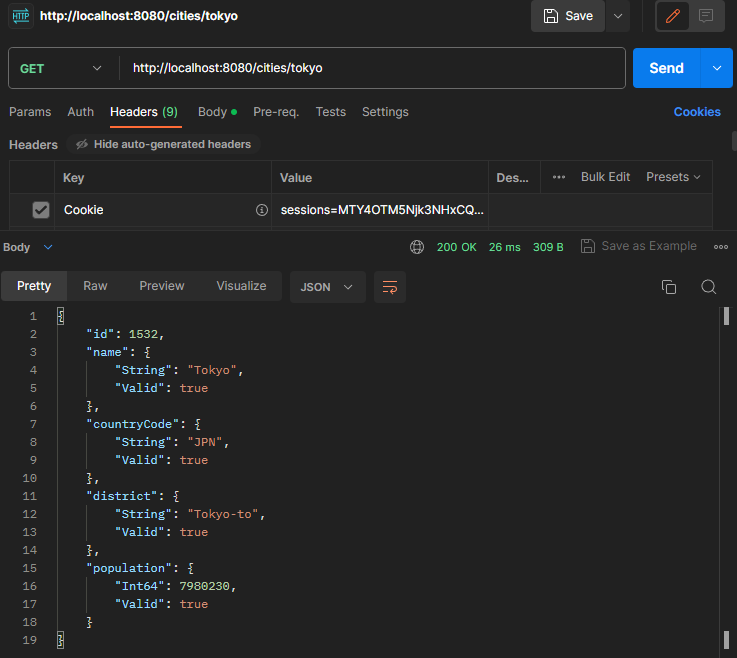 HTTP http://localhost:8080/cities/tokyo Save
GET http://localhost:8080/cities/tokyo Send
Params Auth Headers (9) Body Pre-req. Tests Settings Cookies
Headers Hide auto-generated headers
Key Value Des... Bulk Edit Presets
Cookie sessions=MTY4OTM5Njk3NHxCQ...
Body 200 OK 26 ms 309 B Save as Example
Pretty Raw Preview Visualize JSON
1 {
2 "id": 1532,
3 "name": {
4 "String": "Tokyo",
5 "Valid": true
6 },
7 "countryCode": {
8 "String": "JPN",
9 "Valid": true
10 },
11 "district": {
12 "String": "Tokyo-to",
13 "Valid": true
14 },
15 "population": {
16 "Int64": 7980230,
17 "Valid": true
18 }
19 }